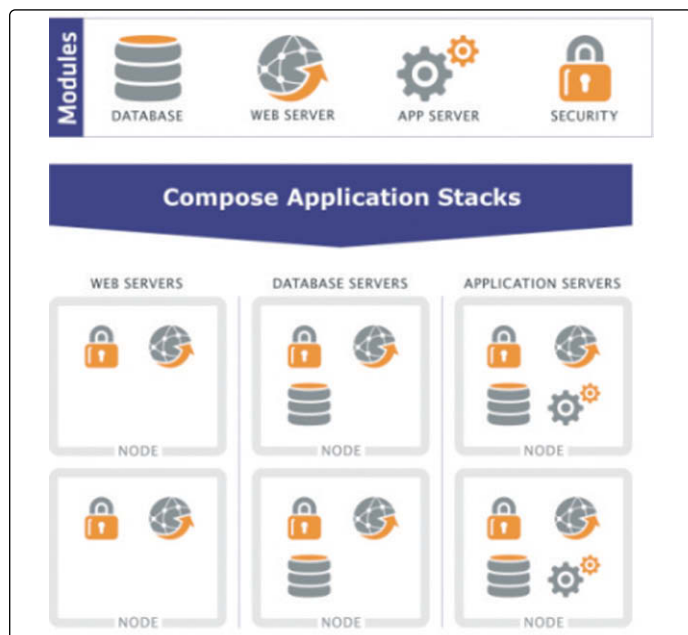 Modules
DATABASE
WEB SERVER
APP SERVER
SECURITY
Compose Application Stacks
WEB SERVERS
DATABASE SERVERS
APPLICATION SERVERS
NODE
NODE
NODE
NODE
NODE
NODE